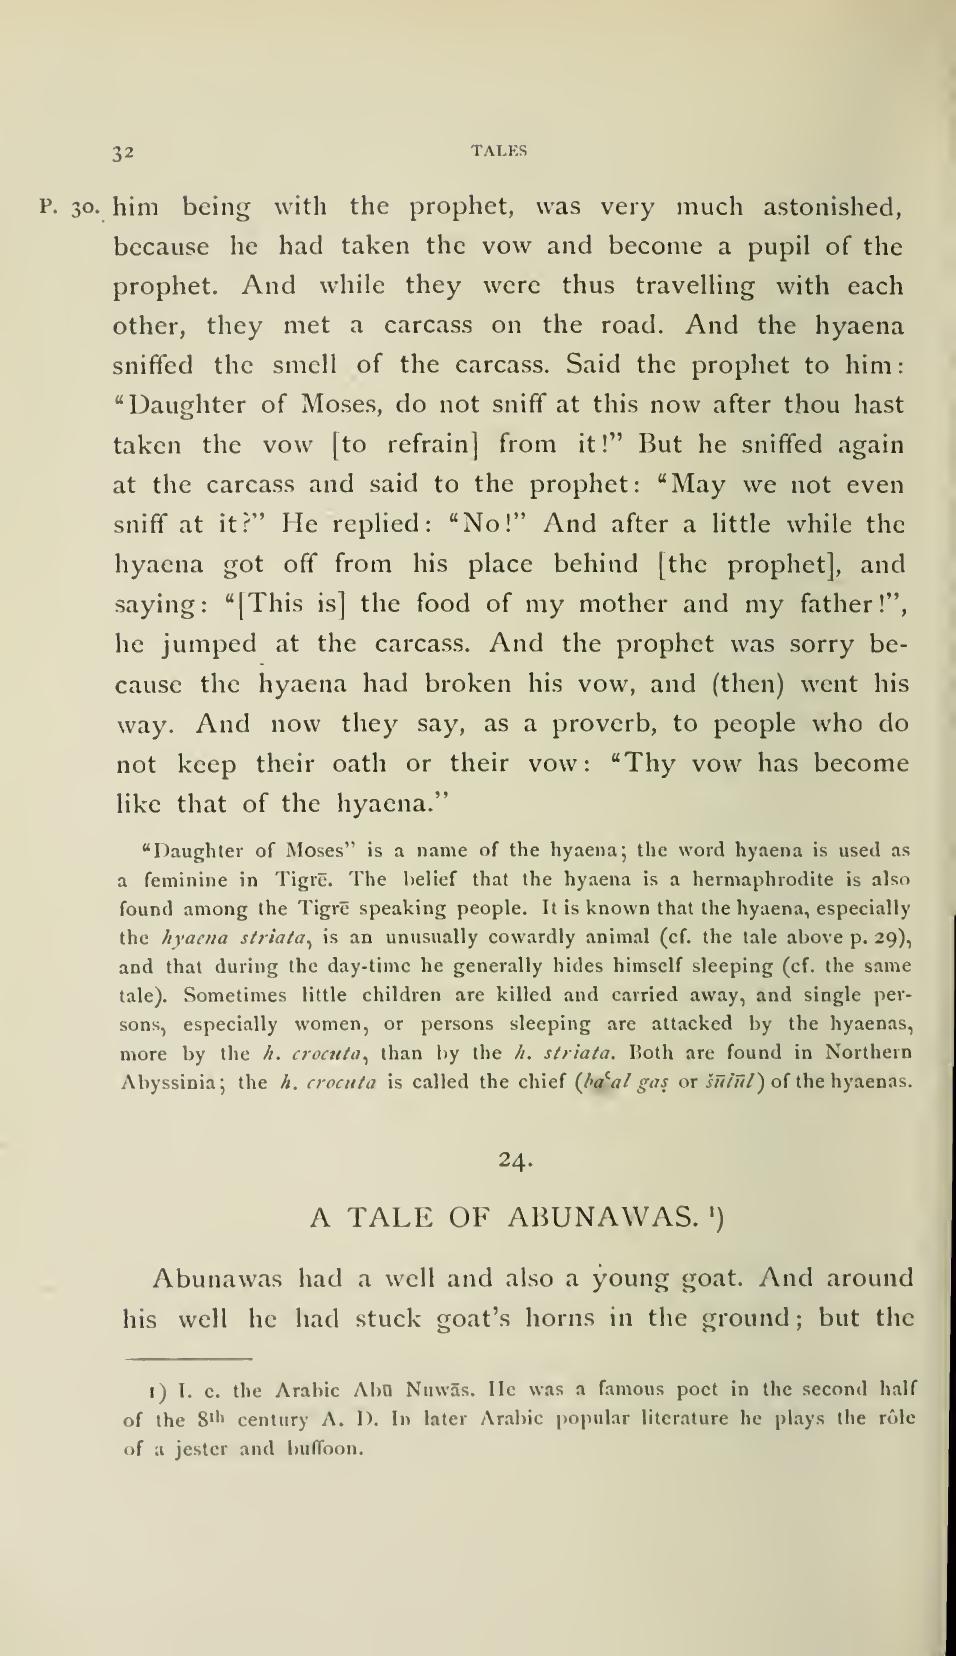 32 TALES
P. 30. him being with the prophet, was very much astonished,
because he had taken the vow and become a pupil of the
prophet. And while they were thus travelling with each
other, they met a carcass on the road. And the hyaena
sniffed the smell of the carcass. Said the prophet to him:
“Daughter of Moses, do not sniff at this now after thou hast
taken the vow [to refrain] from it!” But he sniffed again
at the carcass and said to the prophet: “May we not even
sniff at it?” He replied: “No!” And after a little while the
hyaena got off from his place behind [the prophet], and
saying: “[This is] the food of my mother and my father!”,
he jumped at the carcass. And the prophet was sorry be-
cause the hyaena had broken his vow, and (then) went his
way. And now they say, as a proverb, to people who do
not keep their oath or their vow: “Thy vow has become
like that of the hyaena.”
“Daughter of Moses” is a name of the hyaena; the word hyaena is used as
a feminine in Tigrē. The belief that the hyaena is a hermaphrodite is also
found among the Tigrē speaking people. It is known that the hyaena, especially
the hyaena striata, is an unusually cowardly animal (cf. the tale above p. 29),
and that during the day-time he generally hides himself sleeping (cf. the same
tale). Sometimes little children are killed and carried away, and single per-
sons, especially women, or persons sleeping are attacked by the hyaenas,
more by the h. crocuta, than by the h. striata. Both are found in Northern
Abyssinia; the h. crocuta is called the chief (baʿal gaṣ or šūlūl) of the hyaenas.
24.
A TALE OF ABUNAWAS. ¹)
Abunawas had a well and also a young goat. And around
his well he had stuck goat’s horns in the ground; but the
1) I. e. the Arabic Abū Nuwās. He was a famous poet in the second half
of the 8th century A. D. In later Arabic popular literature he plays the rôle
of a jester and buffoon.